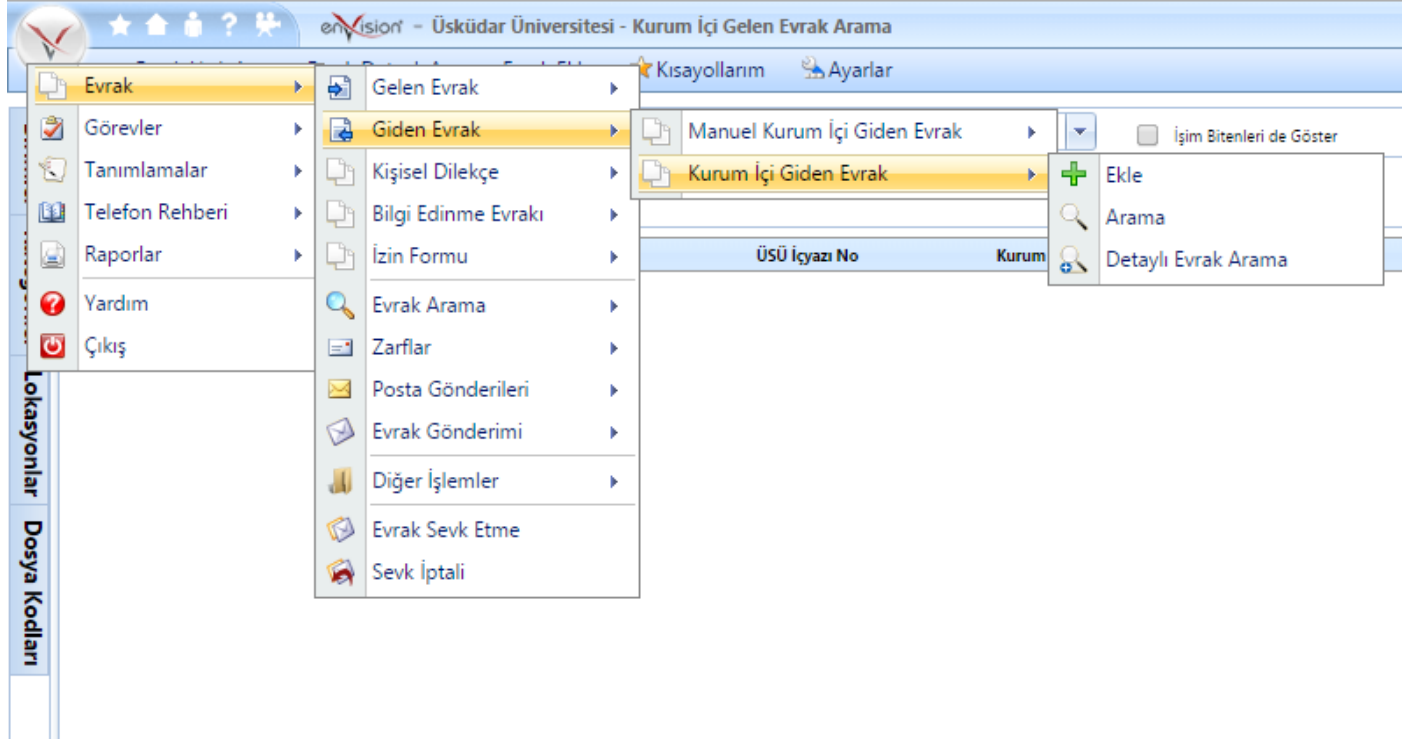 enVision - Üsküdar Üniversitesi - Kurum İçi Gelen Evrak Arama
Kısayollarım Ayarlar
Evrak
Görevler
Tanımlamalar
Telefon Rehberi
Raporlar
Yardım
Çıkış
Gelen Evrak
Giden Evrak
Kişisel Dilekçe
Bilgi Edinme Evrakı
İzin Formu
Evrak Arama
Zarflar
Posta Gönderileri
Evrak Gönderimi
Diğer İşlemler
Evrak Sevk Etme
Sevk İptali
Manuel Kurum İçi Giden Evrak
Kurum İçi Giden Evrak
Ekle
Arama
Detaylı Evrak Arama
İşim Bitenleri de Göster
ÜSÜ İçyazı No
Kurum
Lokasyonlar
Dosya Kodları